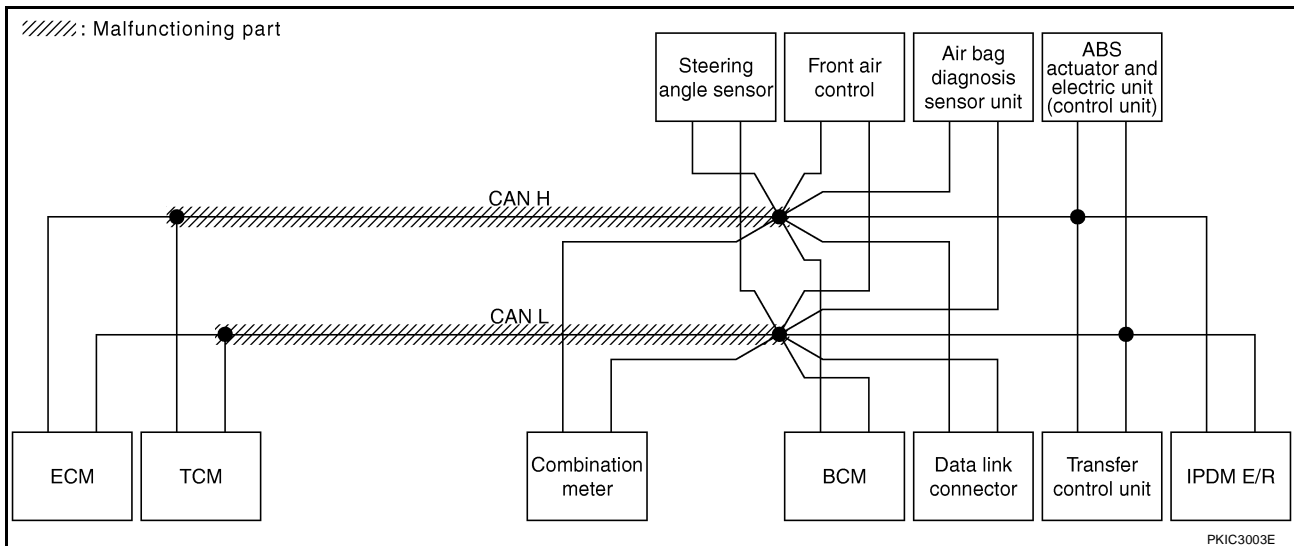 : Malfunctioning part
Steering
angle sensor
Front air
control
Air bag
diagnosis
sensor unit
ABS
actuator and
electric unit
(control unit)
CAN H
CAN L
ECM
TCM
Combination
meter
BCM
Data link
connector
Transfer
control unit
IPDM E/R
PKIC3003E